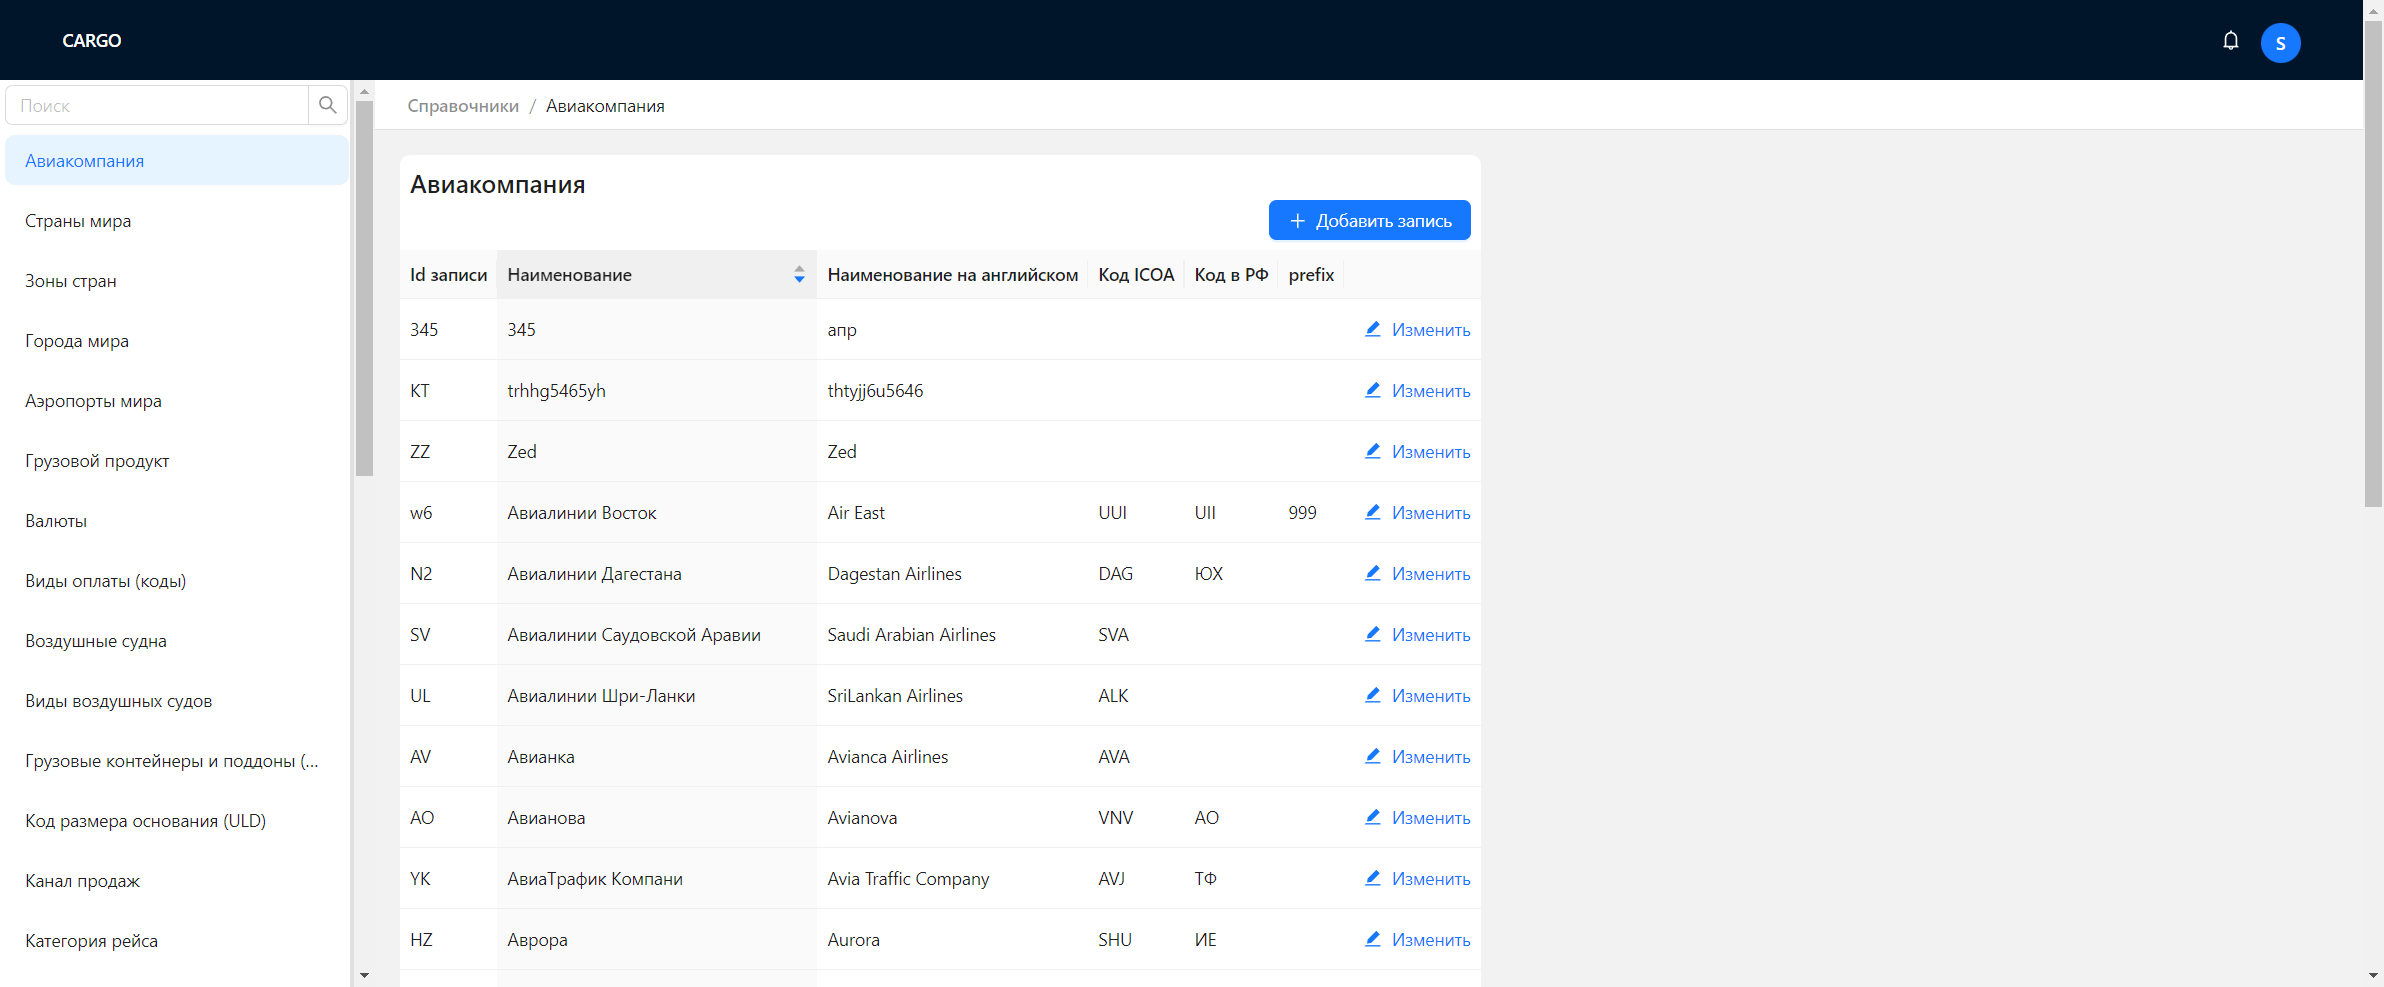 CARGO
S
Поиск
Авиакомпания
Страны мира
Зоны стран
Города мира
Аэропорты мира
Грузовой продукт
Валюты
Виды оплаты (коды)
Воздушные судна
Виды воздушных судов
Грузовые контейнеры и поддоны (...
Код размера основания (ULD)
Канал продаж
Категория рейса
Справочники / Авиакомпания
Авиакомпания
Добавить запись
Id записи Наименование Наименование на английском Код ICOA Код в РФ prefix
345 345 апр Изменить
KT trhhg5465yh thtyjj6u5646 Изменить
ZZ Zed Zed Изменить
w6 Авиалинии Восток Air East UUI UII 999 Изменить
N2 Авиалинии Дагестана Dagestan Airlines DAG ЮХ Изменить
SV Авиалинии Саудовской Аравии Saudi Arabian Airlines SVA Изменить
UL Авиалинии Шри-Ланки SriLankan Airlines ALK Изменить
AV Авианка Avianca Airlines AVA Изменить
AO Авианова Avianova VNV АО Изменить
YK АвиаТрафик Компани Avia Traffic Company AVJ ТФ Изменить
HZ Аврора Aurora SHU ИЕ Изменить